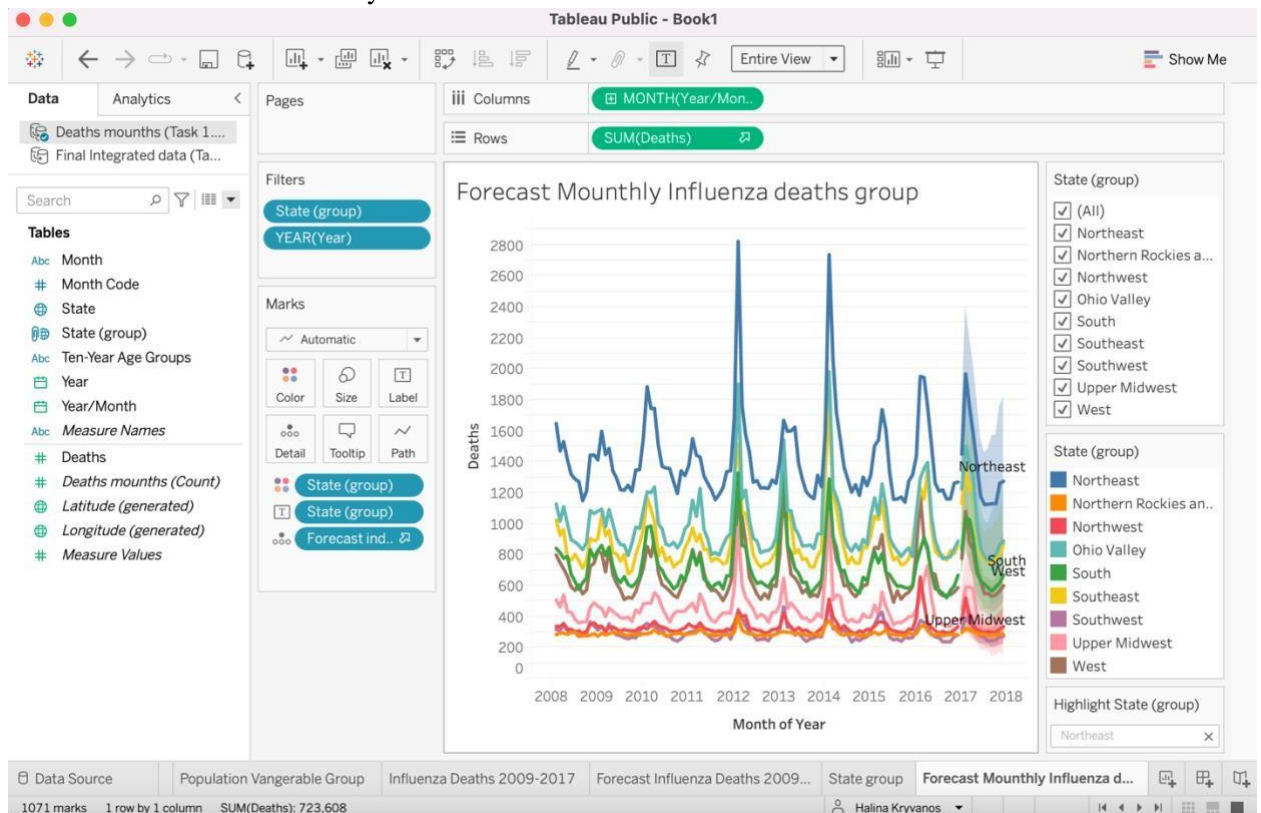 Tableau Public - Book1
Entire View
Show Me
Data
Analytics
Deaths mounths (Task 1....
Final Integrated data (Ta...
Search
Tables
Abc Month
# Month Code
State
State (group)
Abc Ten-Year Age Groups
Year
Year/Month
Abc Measure Names
# Deaths
# Deaths mounths (Count)
Latitude (generated)
Longitude (generated)
# Measure Values
Pages
Filters
State (group)
YEAR(Year)
Marks
Automatic
Color
Size
Label
Detail
Tooltip
Path
State (group)
State (group)
Forecast ind..
Columns
MONTH(Year/Mon..
Rows
SUM(Deaths)
Forecast Mounthly Influenza deaths group
2800
2600
2400
2200
2000
1800
1600
1400
1200
1000
800
600
400
200
0
Deaths
Northeast
South
West
Upper Midwest
2008 2009 2010 2011 2012 2013 2014 2015 2016 2017 2018
Month of Year
State (group)
(All)
Northeast
Northern Rockies a...
Northwest
Ohio Valley
South
Southeast
Southwest
Upper Midwest
West
State (group)
Northeast
Northern Rockies an..
Northwest
Ohio Valley
South
Southeast
Southwest
Upper Midwest
West
Highlight State (group)
Northeast
Data Source
Population Vangerable Group
Influenza Deaths 2009-2017
Forecast Influenza Deaths 2009...
State group
Forecast Mounthly Influenza d...
1071 marks 1 row by 1 column SUM(Deaths): 723,608
Halina Kryvanos